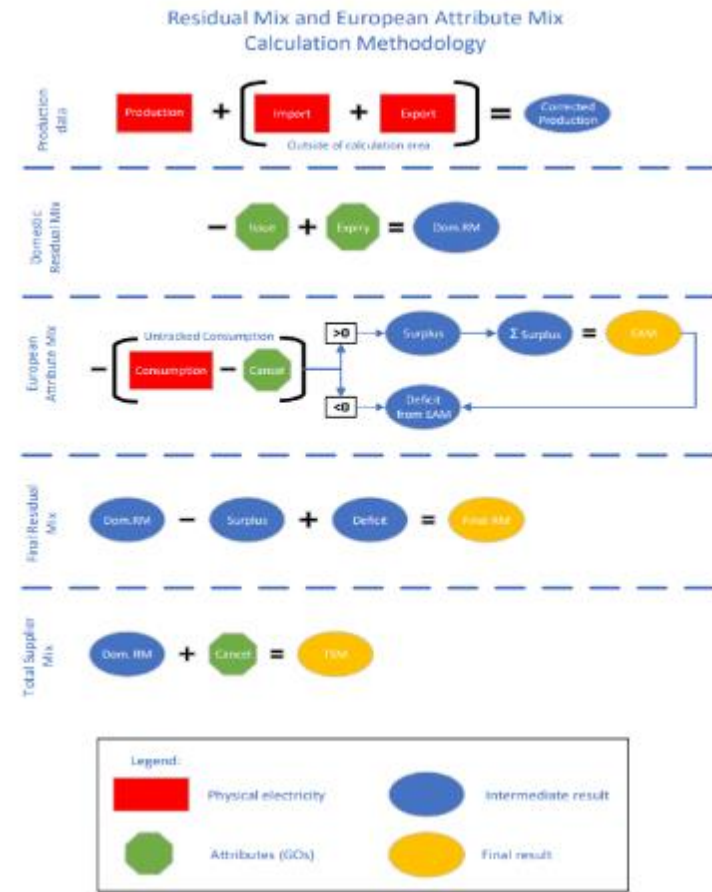 Residual Mix and European Attribute Mix
Calculation Methodology
Production
data
Production + ( Import + Export ) = Corrected
Production
Outside of calculation area
Domestic
Residual Mix
− Issue + Expiry = Dom.RM
European
Attribute Mix
Untracked Consumption
− ( Consumption − Cancel )
>0
Surplus
Σ Surplus = EAM
<0
Deficit
from EAM
Final Residual
Mix
Dom.RM − Surplus + Deficit = Final RM
Total Supplier
Mix
Dom. RM + Cancel = TSM
Legend:
Physical electricity
Intermediate result
Attributes (GOs)
Final result